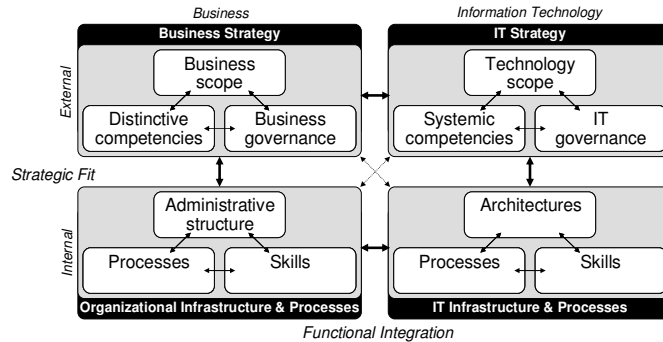 Business
Information Technology
Business Strategy
IT Strategy
External
Business
scope
Distinctive
competencies
Business
governance
Technology
scope
Systemic
competencies
IT
governance
Strategic Fit
Internal
Administrative
structure
Processes
Skills
Architectures
Processes
Skills
Organizational Infrastructure & Processes
IT Infrastructure & Processes
Functional Integration